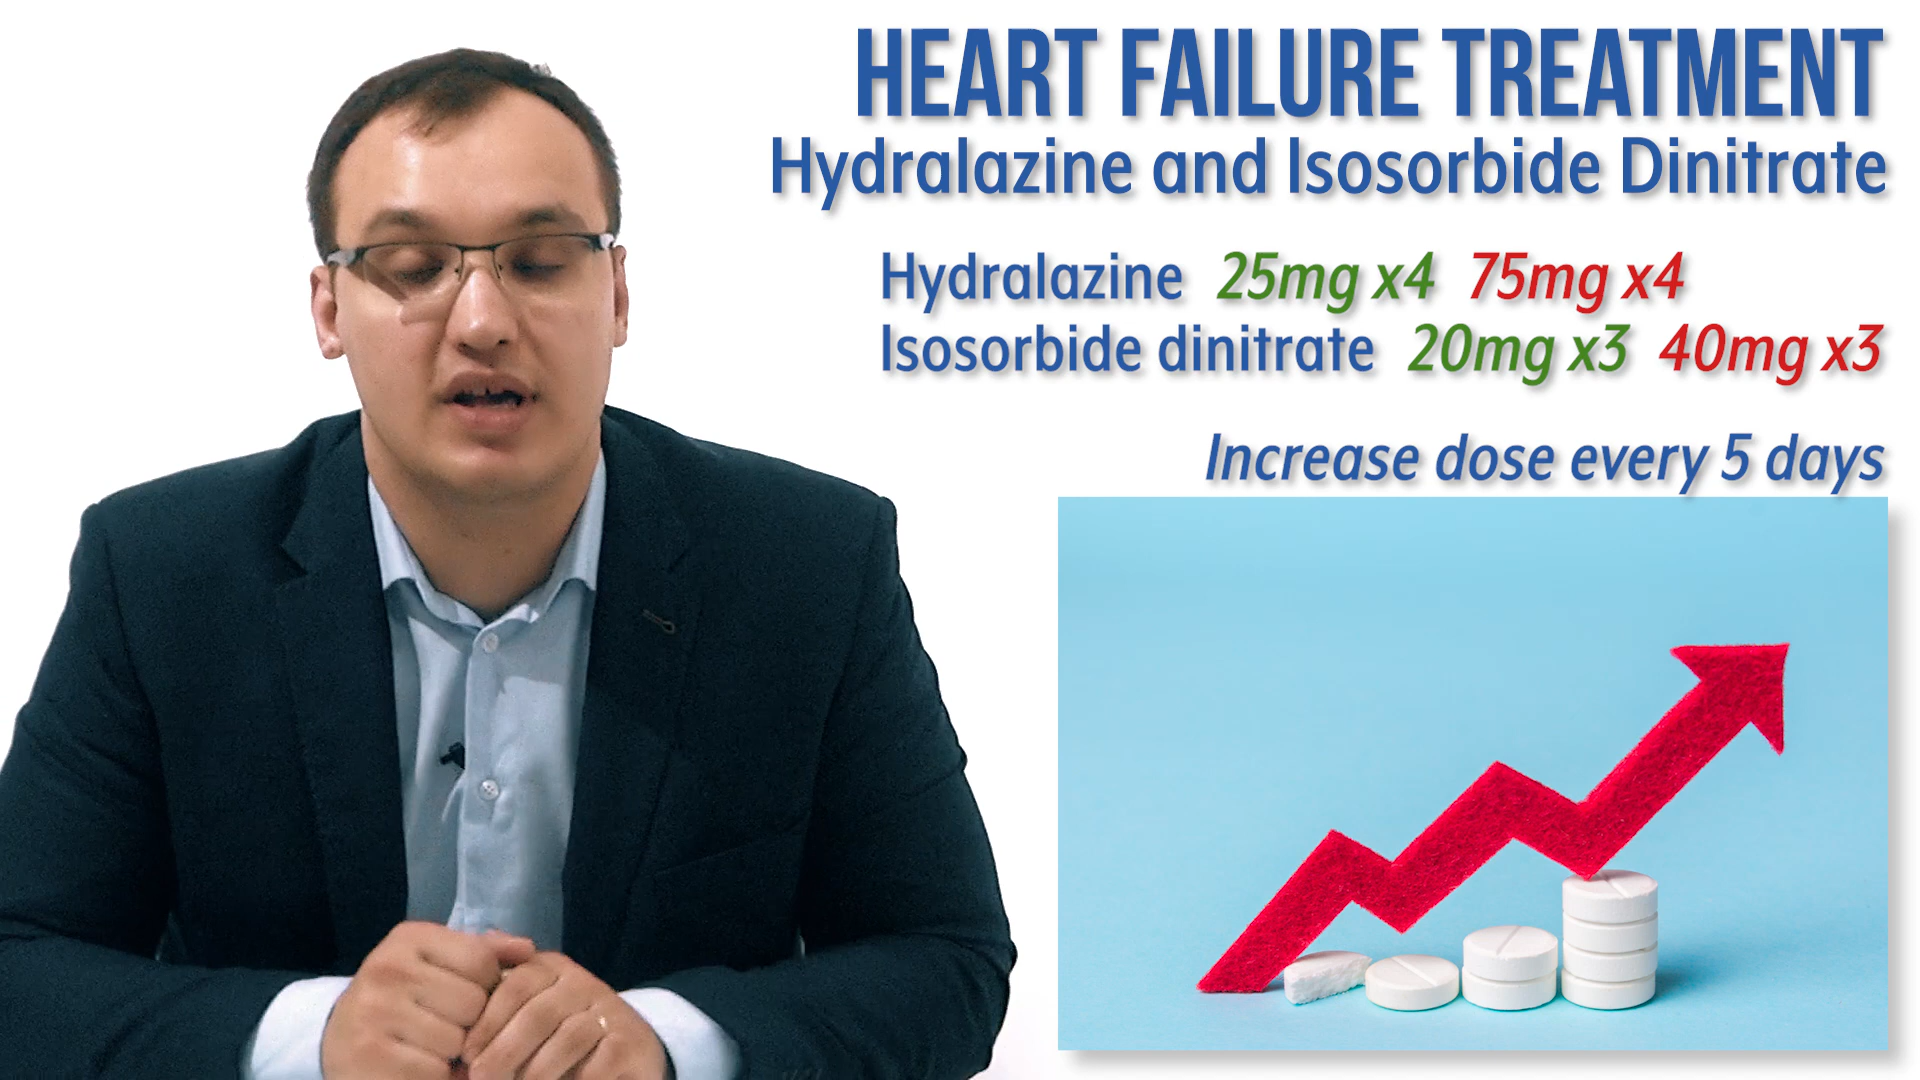 HEART FAILURE TREATMENT
Hydralazine and Isosorbide Dinitrate
Hydralazine 25mg x4 75mg x4
Isosorbide dinitrate 20mg x3 40mg x3
Increase dose every 5 days